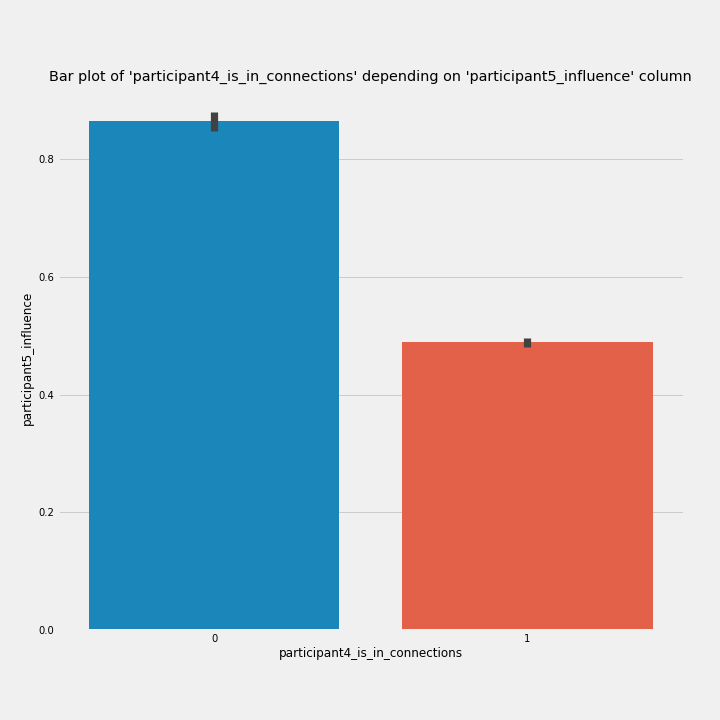 Bar plot of 'participant4_is_in_connections' depending on 'participant5_influence' column
0.8
0.6
0.4
0.2
0.0
participant5_influence
0 1
participant4_is_in_connections